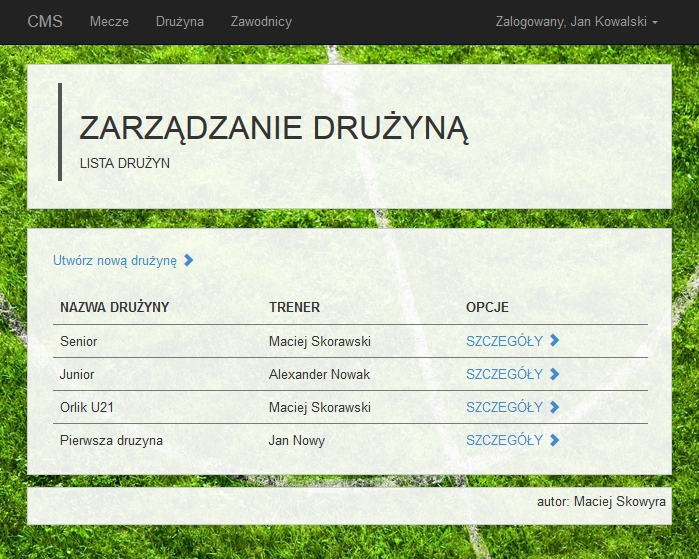 CMS Mecze Drużyna Zawodnicy Zalogowany, Jan Kowalski
ZARZĄDZANIE DRUŻYNĄ
LISTA DRUŻYN
Utwórz nową drużynę
NAZWA DRUŻYNY TRENER OPCJE
Senior Maciej Skorawski SZCZEGÓŁY
Junior Alexander Nowak SZCZEGÓŁY
Orlik U21 Maciej Skorawski SZCZEGÓŁY
Pierwsza druzyna Jan Nowy SZCZEGÓŁY
autor: Maciej Skowyra